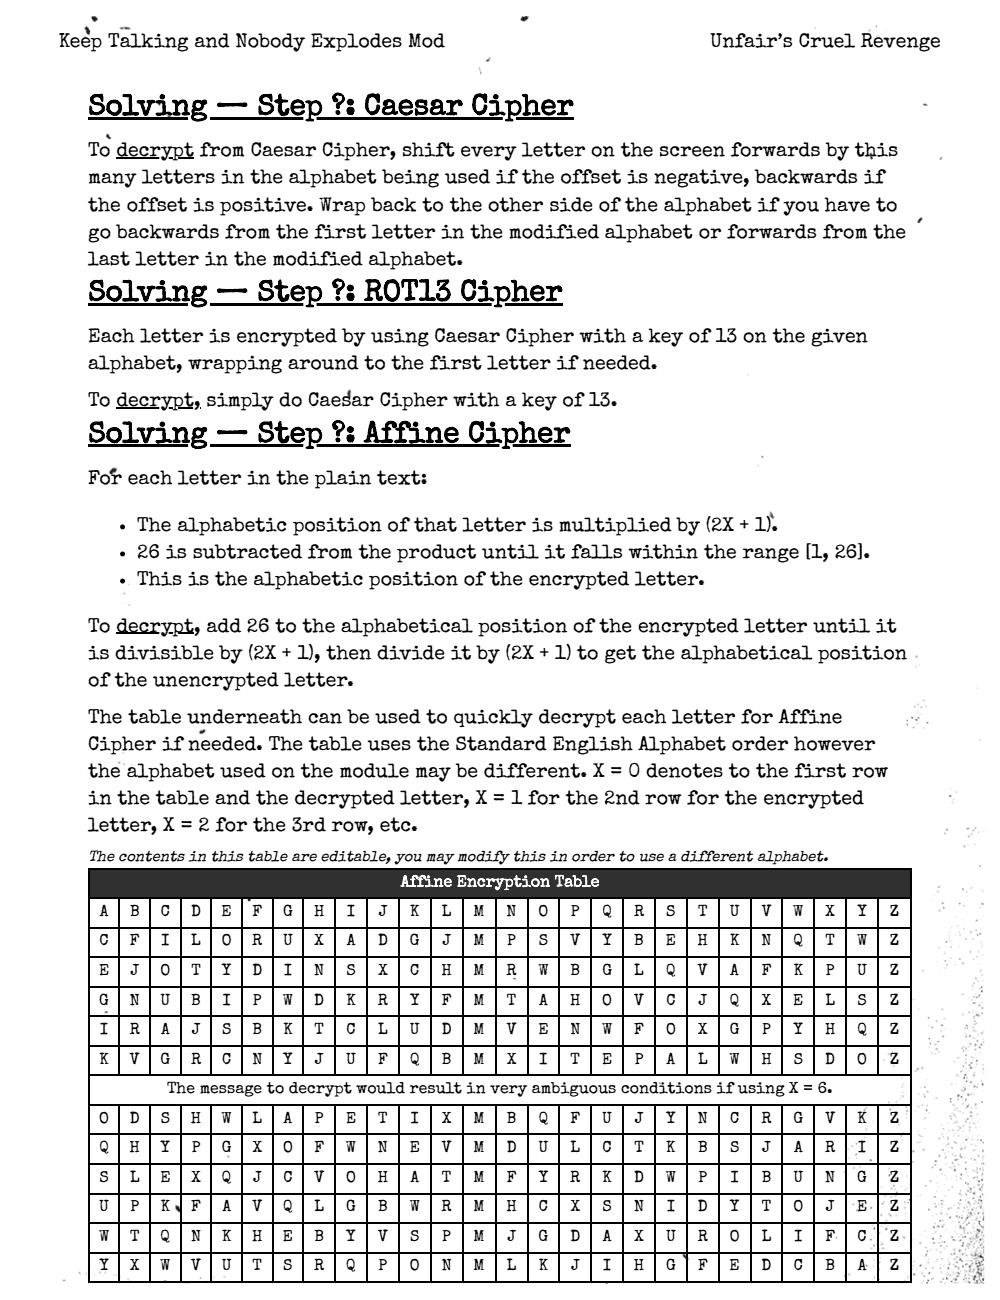 Keep Talking and Nobody Explodes Mod
Unfair's Cruel Revenge
Solving — Step ?: Caesar Cipher
To decrypt from Caesar Cipher, shift every letter on the screen forwards by this
many letters in the alphabet being used if the offset is negative, backwards if
the offset is positive. Wrap back to the other side of the alphabet if you have to
go backwards from the first letter in the modified alphabet or forwards from the
last letter in the modified alphabet.
Solving — Step ?: ROT13 Cipher
Each letter is encrypted by using Caesar Cipher with a key of 13 on the given
alphabet, wrapping around to the first letter if needed.
To decrypt, simply do Caesar Cipher with a key of 13.
Solving — Step ?: Affine Cipher
For each letter in the plain text:
• The alphabetic position of that letter is multiplied by (2X + 1).
• 26 is subtracted from the product until it falls within the range [1, 26].
• This is the alphabetic position of the encrypted letter.
To decrypt, add 26 to the alphabetical position of the encrypted letter until it
is divisible by (2X + 1), then divide it by (2X + 1) to get the alphabetical position
of the unencrypted letter.
The table underneath can be used to quickly decrypt each letter for Affine
Cipher if needed. The table uses the Standard English Alphabet order however
the alphabet used on the module may be different. X = 0 denotes to the first row
in the table and the decrypted letter, X = 1 for the 2nd row for the encrypted
letter, X = 2 for the 3rd row, etc.
The contents in this table are editable, you may modify this in order to use a different alphabet.
Affine Encryption Table
A B C D E F G H I J K L M N O P Q R S T U V W X Y Z
C F I L O R U X A D G J M P S V Y B E H K N Q T W Z
E J O T Y D I N S X C H M R W B G L Q V A F K P U Z
G N U B I P W D K R Y F M T A H O V C J Q X E L S Z
I R A J S B K T C L U D M V E N W F O X G P Y H Q Z
K V G R C N Y J U F Q B M X I T E P A L W H S D O Z
The message to decrypt would result in very ambiguous conditions if using X = 6.
O D S H W L A P E T I X M B Q F U J Y N C R G V K Z
Q H Y P G X O F W N E V M D U L C T K B S J A R I Z
S L E X Q J C V O H A T M F Y R K D W P I B U N G Z
U P K F A V Q L G B W R M H C X S N I D Y T O J E Z
W T Q N K H E B Y V S P M J G D A X U R O L I F C Z
Y X W V U T S R Q P O N M L K J I H G F E D C B A Z